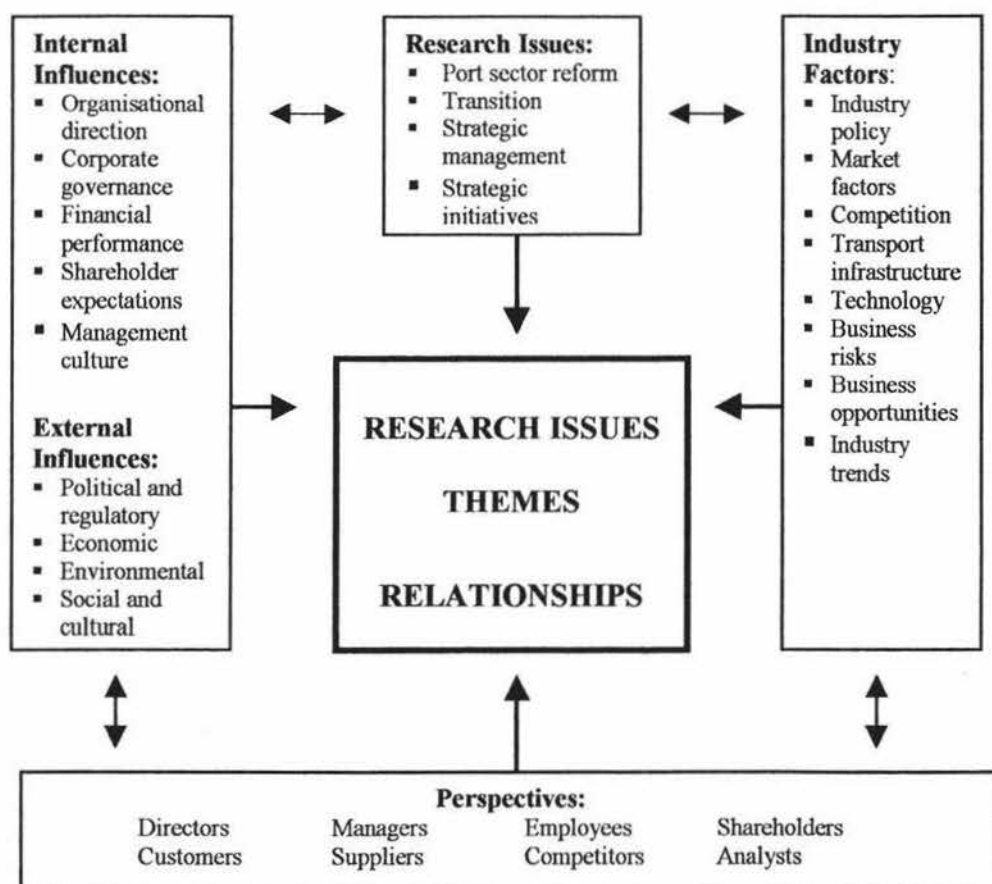 Internal
Influences:
▪ Organisational
direction
▪ Corporate
governance
▪ Financial
performance
▪ Shareholder
expectations
▪ Management
culture
External
Influences:
▪ Political and
regulatory
▪ Economic
▪ Environmental
▪ Social and
cultural
Research Issues:
▪ Port sector reform
▪ Transition
▪ Strategic
management
▪ Strategic
initiatives
Industry
Factors:
▪ Industry
policy
▪ Market
factors
▪ Competition
▪ Transport
infrastructure
▪ Technology
▪ Business
risks
▪ Business
opportunities
▪ Industry
trends
RESEARCH ISSUES
THEMES
RELATIONSHIPS
Perspectives:
Directors Managers Employees Shareholders
Customers Suppliers Competitors Analysts